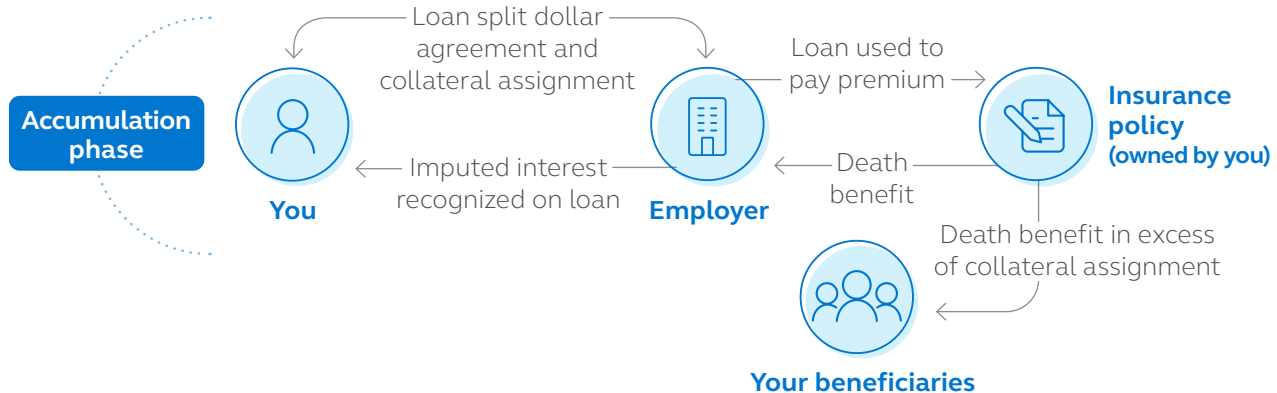 Accumulation
phase
Loan split dollar
agreement and
collateral assignment
Loan used to
pay premium
Insurance
policy
(owned by you)
Imputed interest
recognized on loan
Death
benefit
You
Employer
Death benefit in excess
of collateral assignment
Your beneficiaries